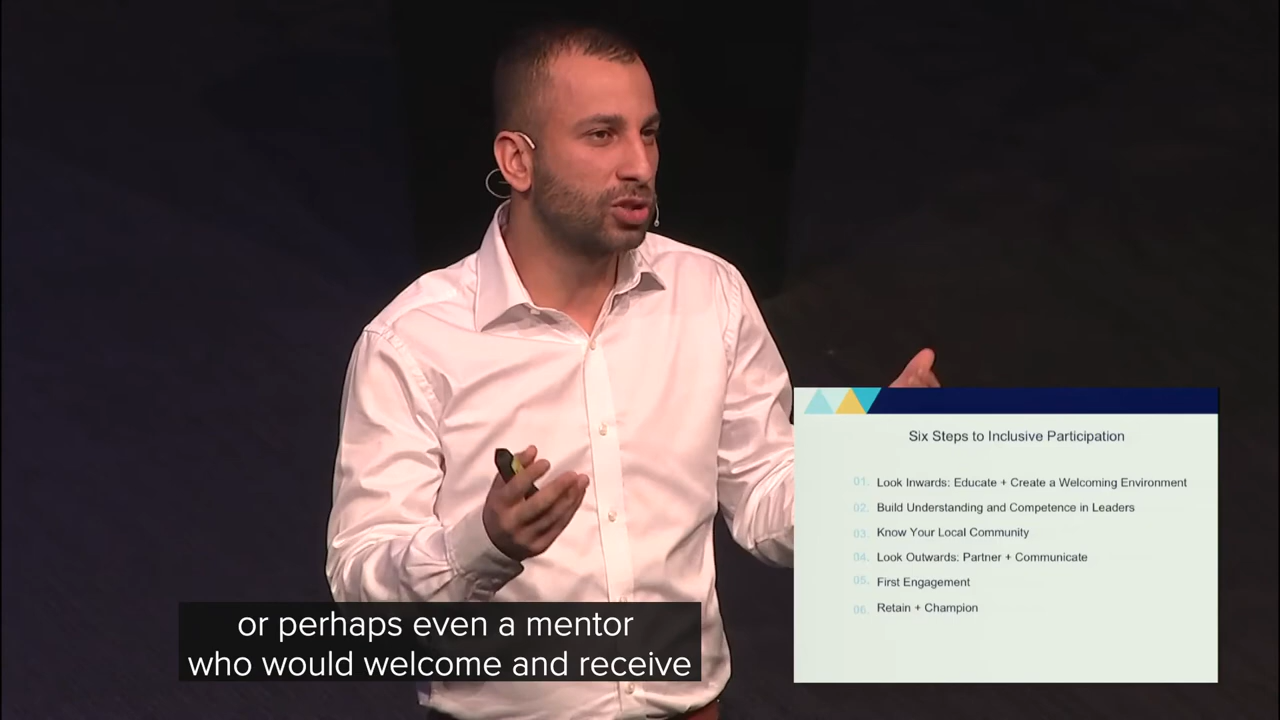 Six Steps to Inclusive Participation
01. Look Inwards: Educate + Create a Welcoming Environment
02. Build Understanding and Competence in Leaders
03. Know Your Local Community
04. Look Outwards: Partner + Communicate
05. First Engagement
06. Retain + Champion
or perhaps even a mentor
who would welcome and receive